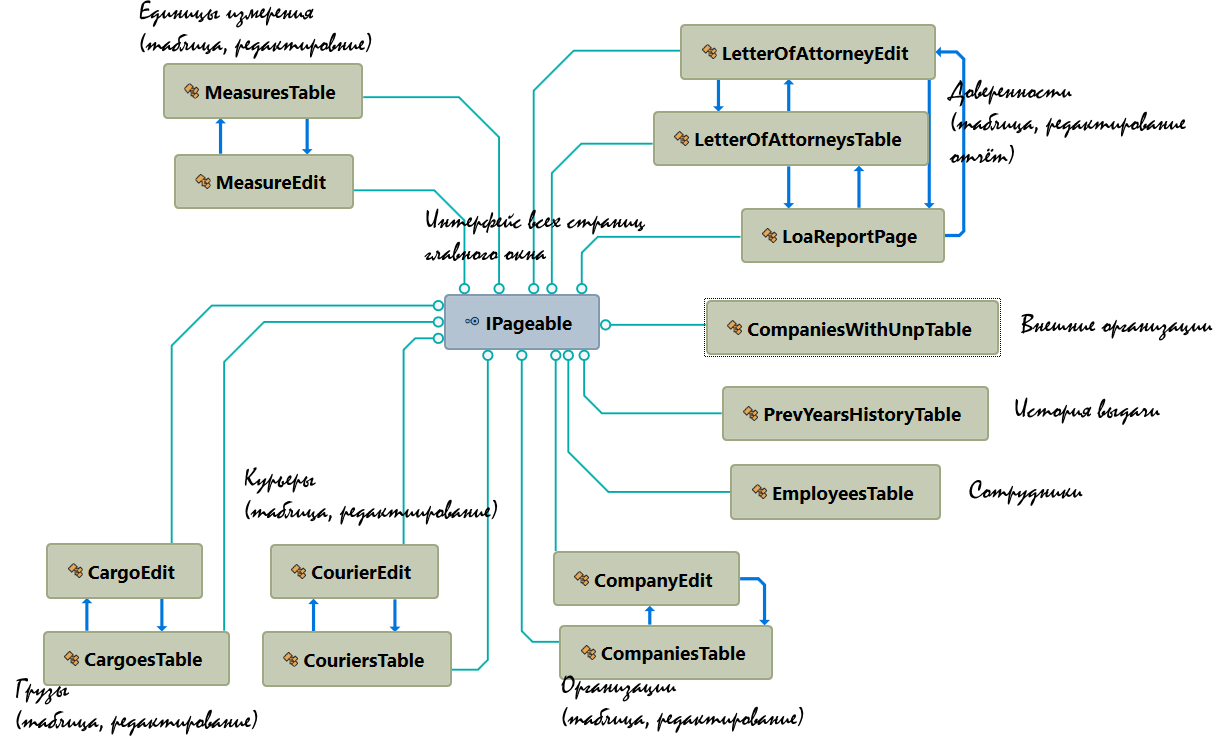 Единицы измерения
(таблица, редактировние)
MeasuresTable
MeasureEdit
LetterOfAttorneyEdit
LetterOfAttorneysTable
LoaReportPage
Доверенности
(таблица, редактирование
отчёт)
Интерфейс всех страниц
главного окна
IPageable
CompaniesWithUnpTable
Внешние организации
PrevYearsHistoryTable
История выдачи
EmployeesTable
Сотрудники
Курьеры
(таблица, редактиирование)
CargoEdit
CargoesTable
Грузы
(таблица, редактирование)
CourierEdit
CouriersTable
CompanyEdit
CompaniesTable
Организации
(таблица, редактирование)